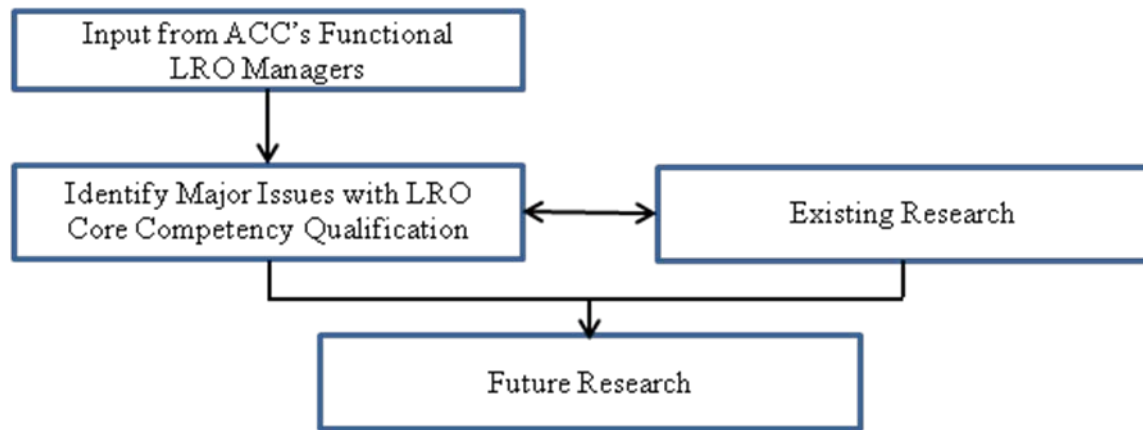 Input from ACC’s Functional
LRO Managers
Identify Major Issues with LRO
Core Competency Qualification
Existing Research
Future Research